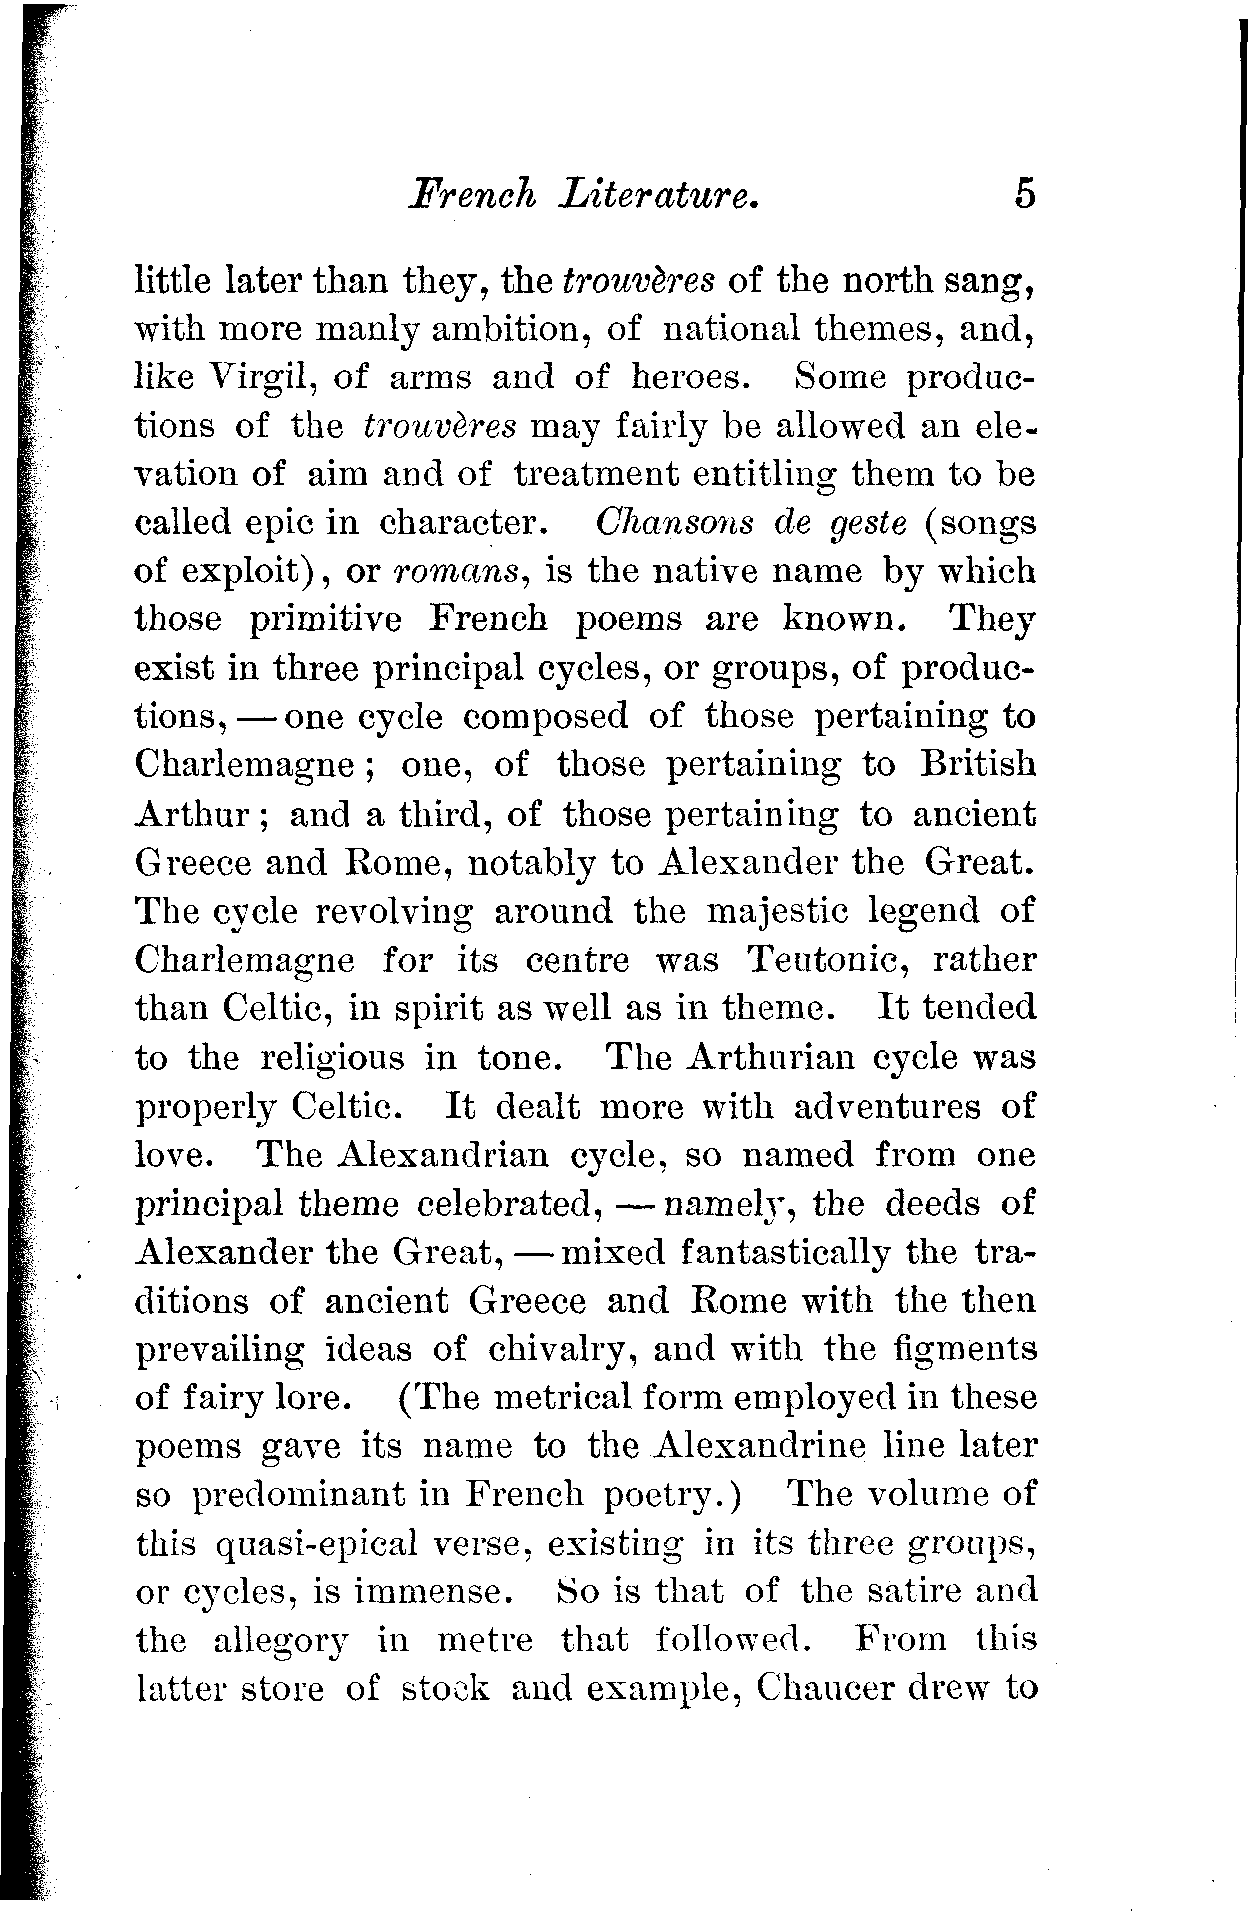 French Literature. 5
little later than they, the trouvères of the north sang,
with more manly ambition, of national themes, and,
like Virgil, of arms and of heroes. Some produc-
tions of the trouvères may fairly be allowed an ele-
vation of aim and of treatment entitling them to be
called epic in character. Chansons de geste (songs
of exploit), or romans, is the native name by which
those primitive French poems are known. They
exist in three principal cycles, or groups, of produc-
tions, — one cycle composed of those pertaining to
Charlemagne ; one, of those pertaining to British
Arthur ; and a third, of those pertaining to ancient
Greece and Rome, notably to Alexander the Great.
The cycle revolving around the majestic legend of
Charlemagne for its centre was Teutonic, rather
than Celtic, in spirit as well as in theme. It tended
to the religious in tone. The Arthurian cycle was
properly Celtic. It dealt more with adventures of
love. The Alexandrian cycle, so named from one
principal theme celebrated, — namely, the deeds of
Alexander the Great, — mixed fantastically the tra-
ditions of ancient Greece and Rome with the then
prevailing ideas of chivalry, and with the figments
of fairy lore. (The metrical form employed in these
poems gave its name to the Alexandrine line later
so predominant in French poetry.) The volume of
this quasi-epical verse, existing in its three groups,
or cycles, is immense. So is that of the satire and
the allegory in metre that followed. From this
latter store of stock and example, Chaucer drew to